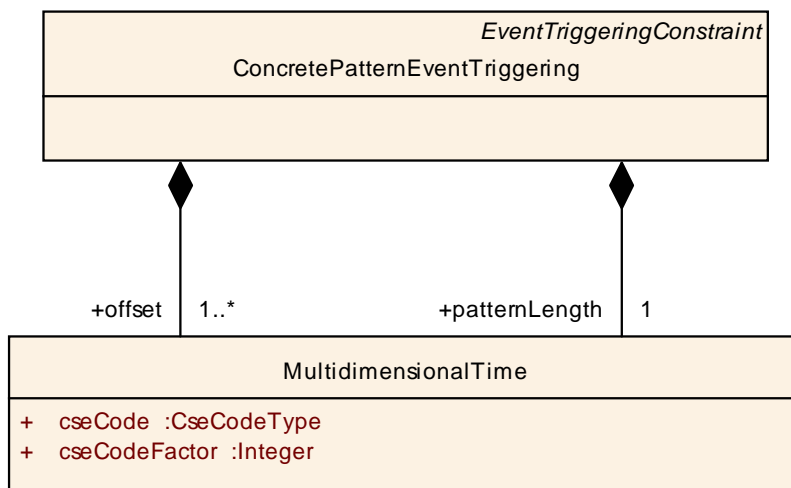 EventTriggeringConstraint
ConcretePatternEventTriggering
+offset 1..* +patternLength 1
MultidimensionalTime
+ cseCode :CseCodeType
+ cseCodeFactor :Integer